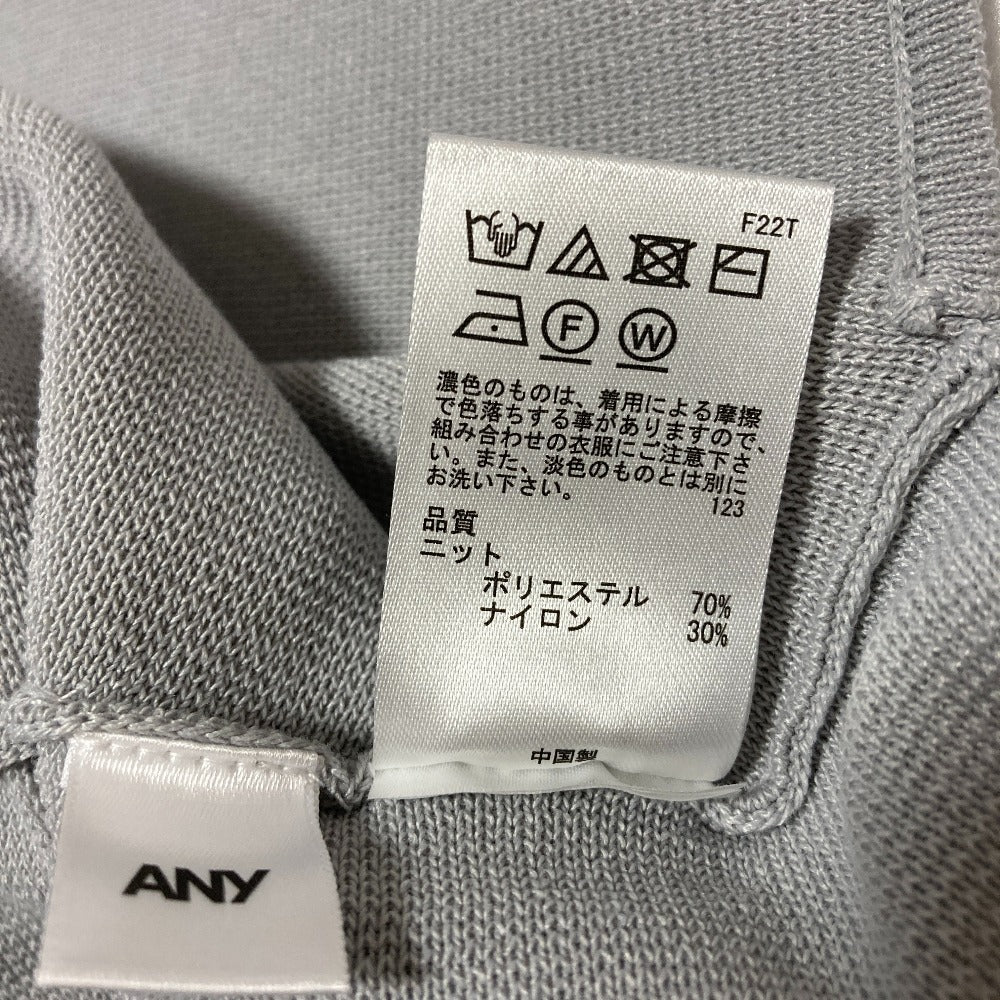 F22T
F
W
濃色のものは、着用による摩擦
で色落ちする事がありますので、
組み合わせの衣服にご注意下さ
い。また、淡色のものとは別に
お洗い下さい。
123
品質
ニット
ポリエステル 70%
ナイロン 30%
中国製
ANY